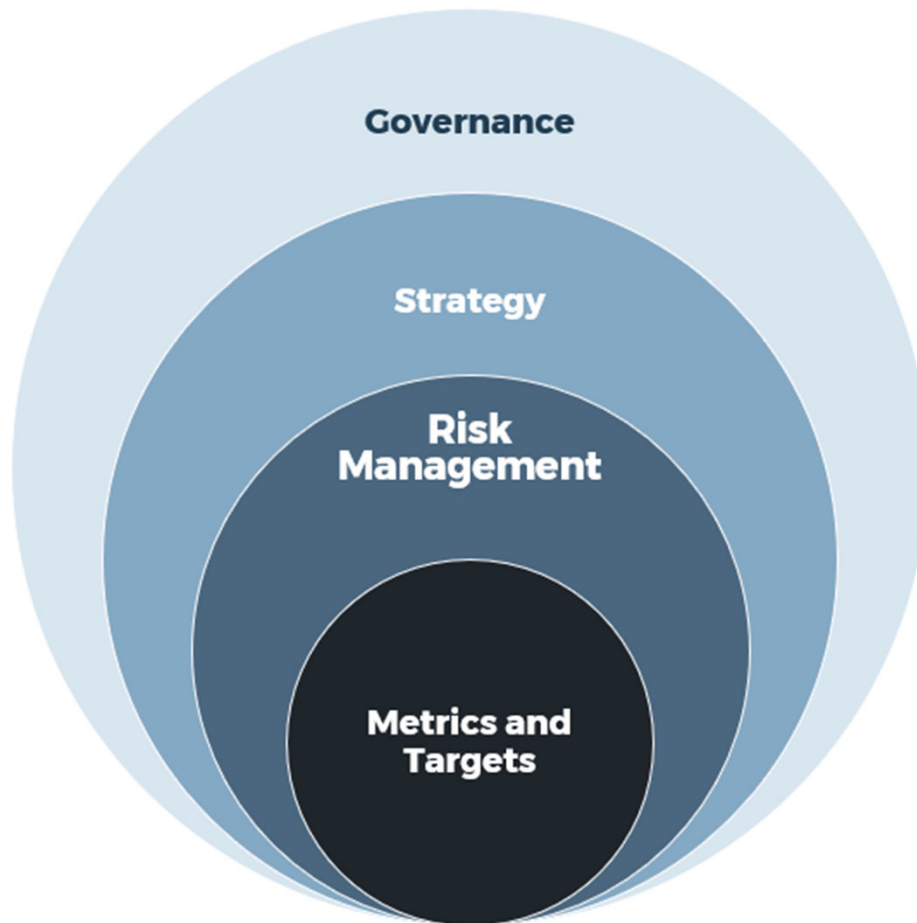 Governance
Strategy
Risk
Management
Metrics and
Targets